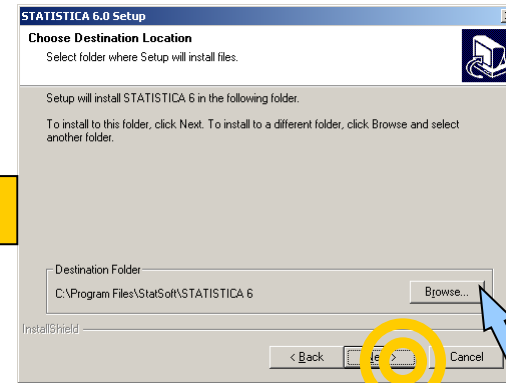 STATISTICA 6.0 Setup
Choose Destination Location
Select folder where Setup will install files.
Setup will install STATISTICA 6 in the following folder.
To install to this folder, click Next. To install to a different folder, click Browse and select
another folder.
Destination Folder
C:\Program Files\StatSoft\STATISTICA 6
Browse...
InstallShield
< Back
Cancel